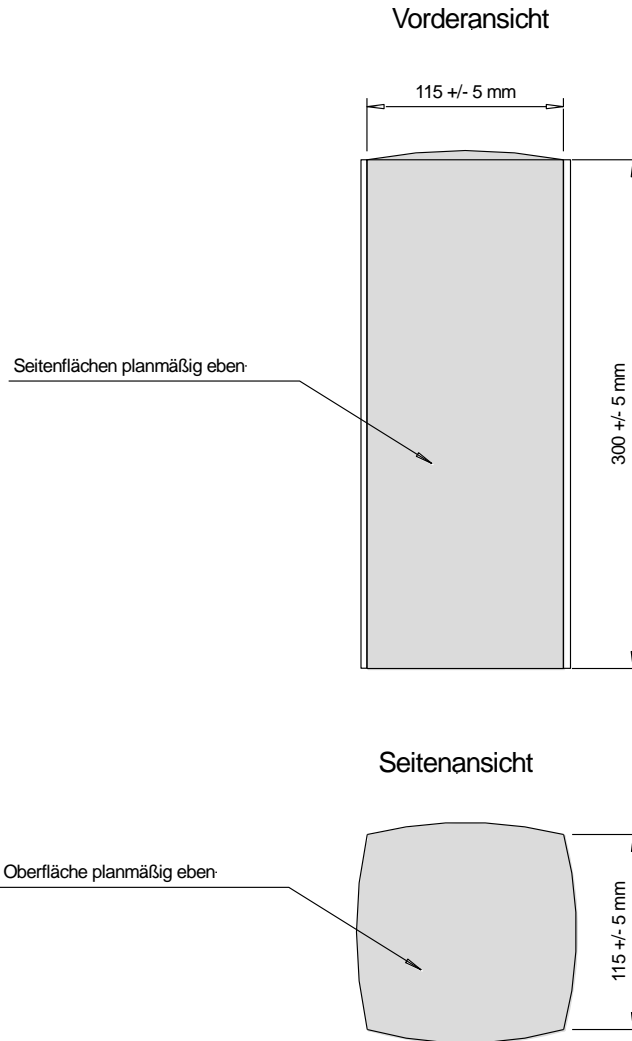 Vorderansicht
115 +/- 5 mm
Seitenflächen planmäßig eben
300 +/- 5 mm
Seitenansicht
Oberfläche planmäßig eben
115 +/- 5 mm